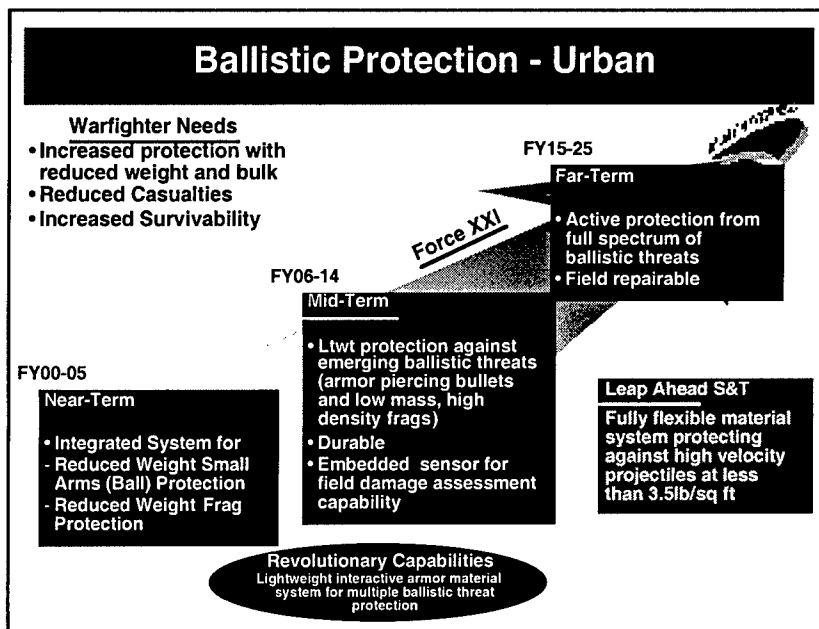 Ballistic Protection - Urban
Warfighter Needs
• Increased protection with
reduced weight and bulk
• Reduced Casualties
• Increased Survivability
FY15-25
Far-Term
• Active protection from
full spectrum of
ballistic threats
• Field repairable
Force XXI
FY06-14
Mid-Term
• Ltwt protection against
emerging ballistic threats
(armor piercing bullets
and low mass, high
density frags)
• Durable
• Embedded sensor for
field damage assessment
capability
FY00-05
Near-Term
• Integrated System for
- Reduced Weight Small
Arms (Ball) Protection
- Reduced Weight Frag
Protection
Leap Ahead S&T
Fully flexible material
system protecting
against high velocity
projectiles at less
than 3.5lb/sq ft
Revolutionary Capabilities
Lightweight interactive armor material
system for multiple ballistic threat
protection